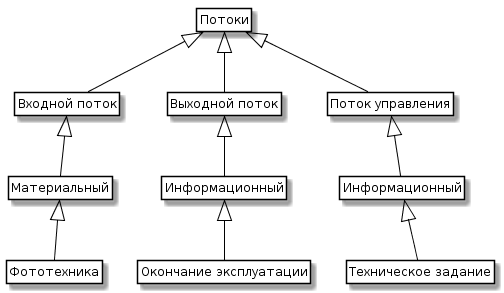 Потоки
Входной поток
Выходной поток
Поток управления
Материальный
Информационный
Информационный
Фототехника
Окончание эксплуатации
Техническое задание